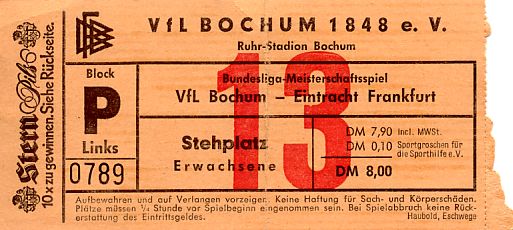 VfL BOCHUM 1848 e. V.
Ruhr-Stadion Bochum
Stern Pils
10 x zu gewinnen. Siehe Rückseite.
Block
P
Links
0789
Bundesliga-Meisterschaftsspiel
VfL Bochum – Eintracht Frankfurt
13
Stehplatz
Erwachsene
DM 7,90 incl. MWSt.
DM 0,10 Sportgroschen für
die Sporthilfe e.V.
DM 8,00
Aufbewahren und auf Verlangen vorzeigen. Keine Haftung für Sach- und Körperschäden.
Plätze müssen ¼ Stunde vor Spielbeginn eingenommen sein. Bei Spielabbruch keine Rück-
erstattung des Eintrittsgeldes.
Haubold, Eschwege